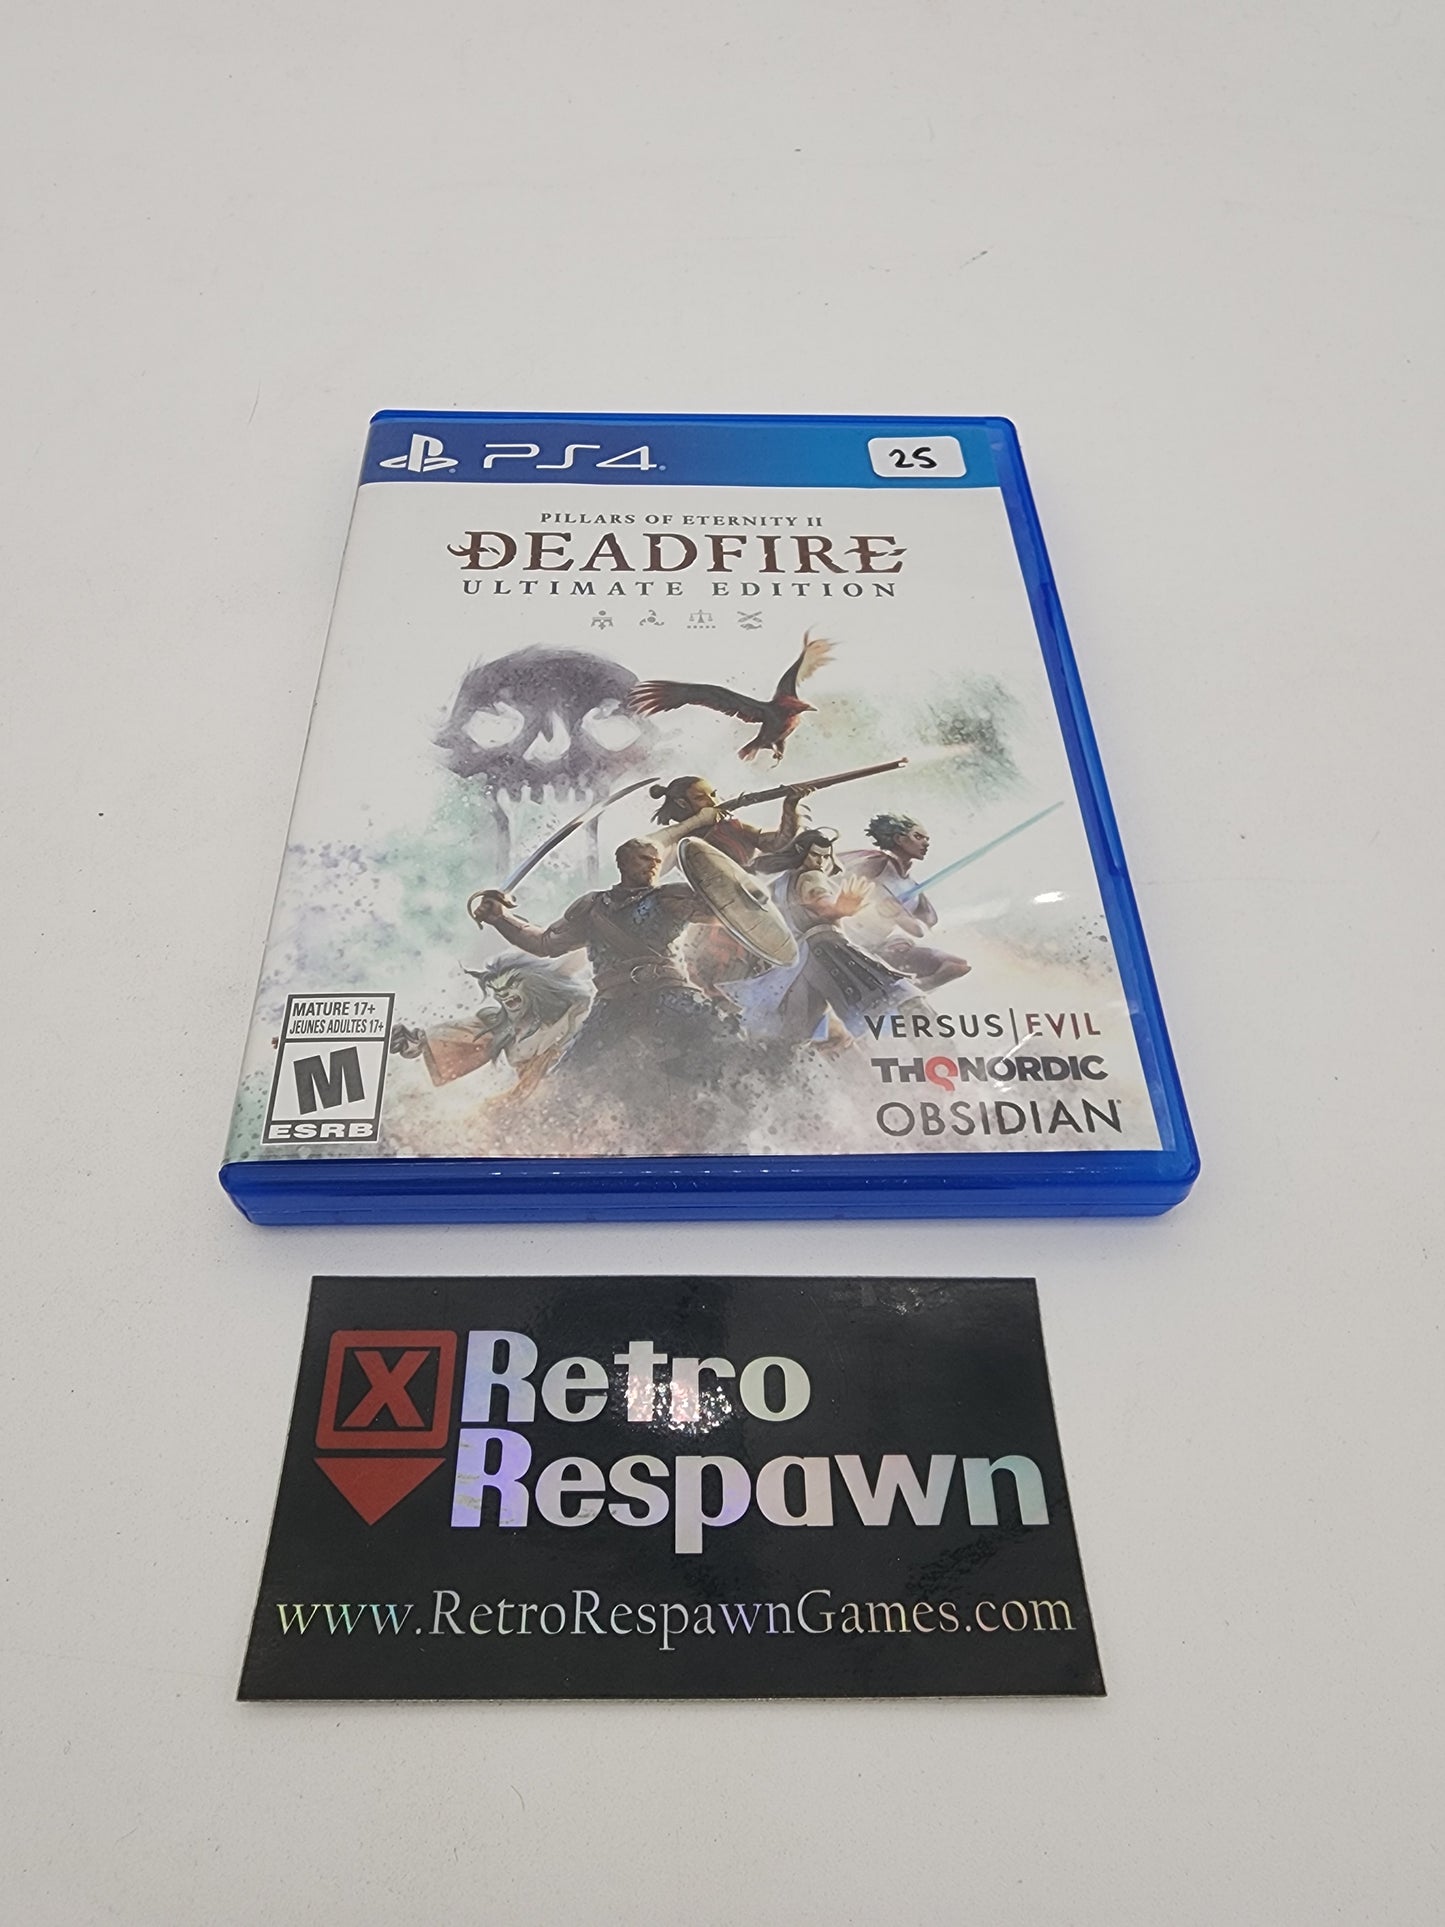 PS4
25
PILLARS OF ETERNITY II
DEADFIRE
ULTIMATE EDITION
MATURE 17+
JEUNES ADULTES 17+
M
ESRB
VERSUS|EVIL
THQNORDIC
OBSIDIAN
X
Retro
Respawn
www.RetroRespawnGames.com